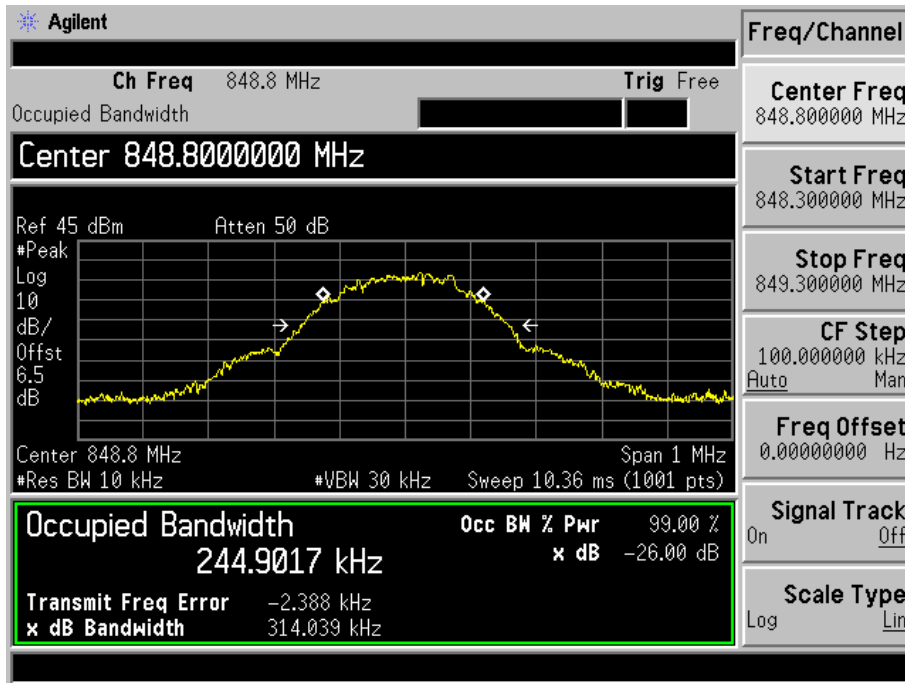 Agilent
Freq/Channel
Ch Freq 848.8 MHz Trig Free
Occupied Bandwidth
Center 848.8000000 MHz
Ref 45 dBm Atten 50 dB
#Peak
Log
10
dB/
Offst
6.5
dB
Center 848.8 MHz Span 1 MHz
#Res BW 10 kHz #VBW 30 kHz Sweep 10.36 ms (1001 pts)
Occupied Bandwidth
244.9017 kHz
Occ BW % Pwr 99.00 %
x dB -26.00 dB
Transmit Freq Error -2.388 kHz
x dB Bandwidth 314.039 kHz
Center Freq
848.800000 MHz
Start Freq
848.300000 MHz
Stop Freq
849.300000 MHz
CF Step
100.000000 kHz
Auto Man
Freq Offset
0.00000000 Hz
Signal Track
On Off
Scale Type
Log Lin